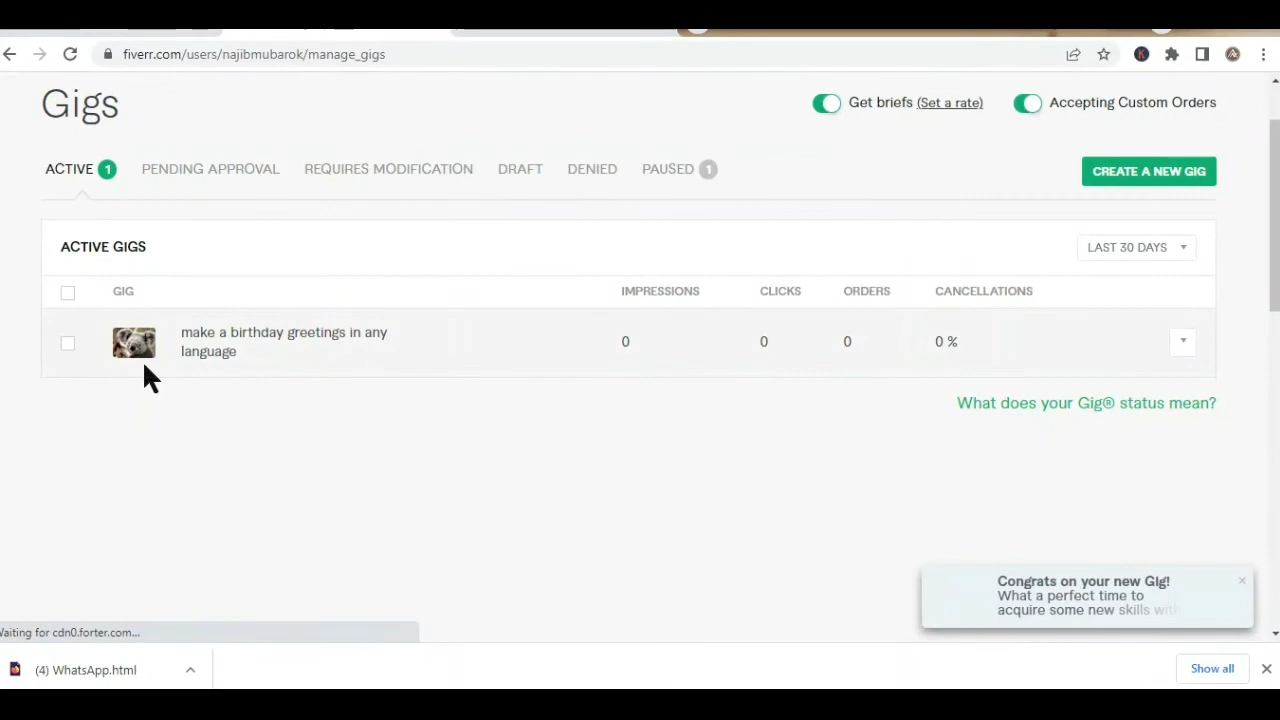 fiverr.com/users/najibmubarok/manage_gigs
K
Gigs
Get briefs (Set a rate)
Accepting Custom Orders
ACTIVE 1
PENDING APPROVAL
REQUIRES MODIFICATION
DRAFT
DENIED
PAUSED 1
CREATE A NEW GIG
ACTIVE GIGS
LAST 30 DAYS
GIG
IMPRESSIONS
CLICKS
ORDERS
CANCELLATIONS
make a birthday greetings in any
language
0
0
0
0 %
What does your Gig® status mean?
Congrats on your new Gig!
What a perfect time to
acquire some new skills with
Waiting for cdn0.forter.com...
(4) WhatsApp.html
Show all